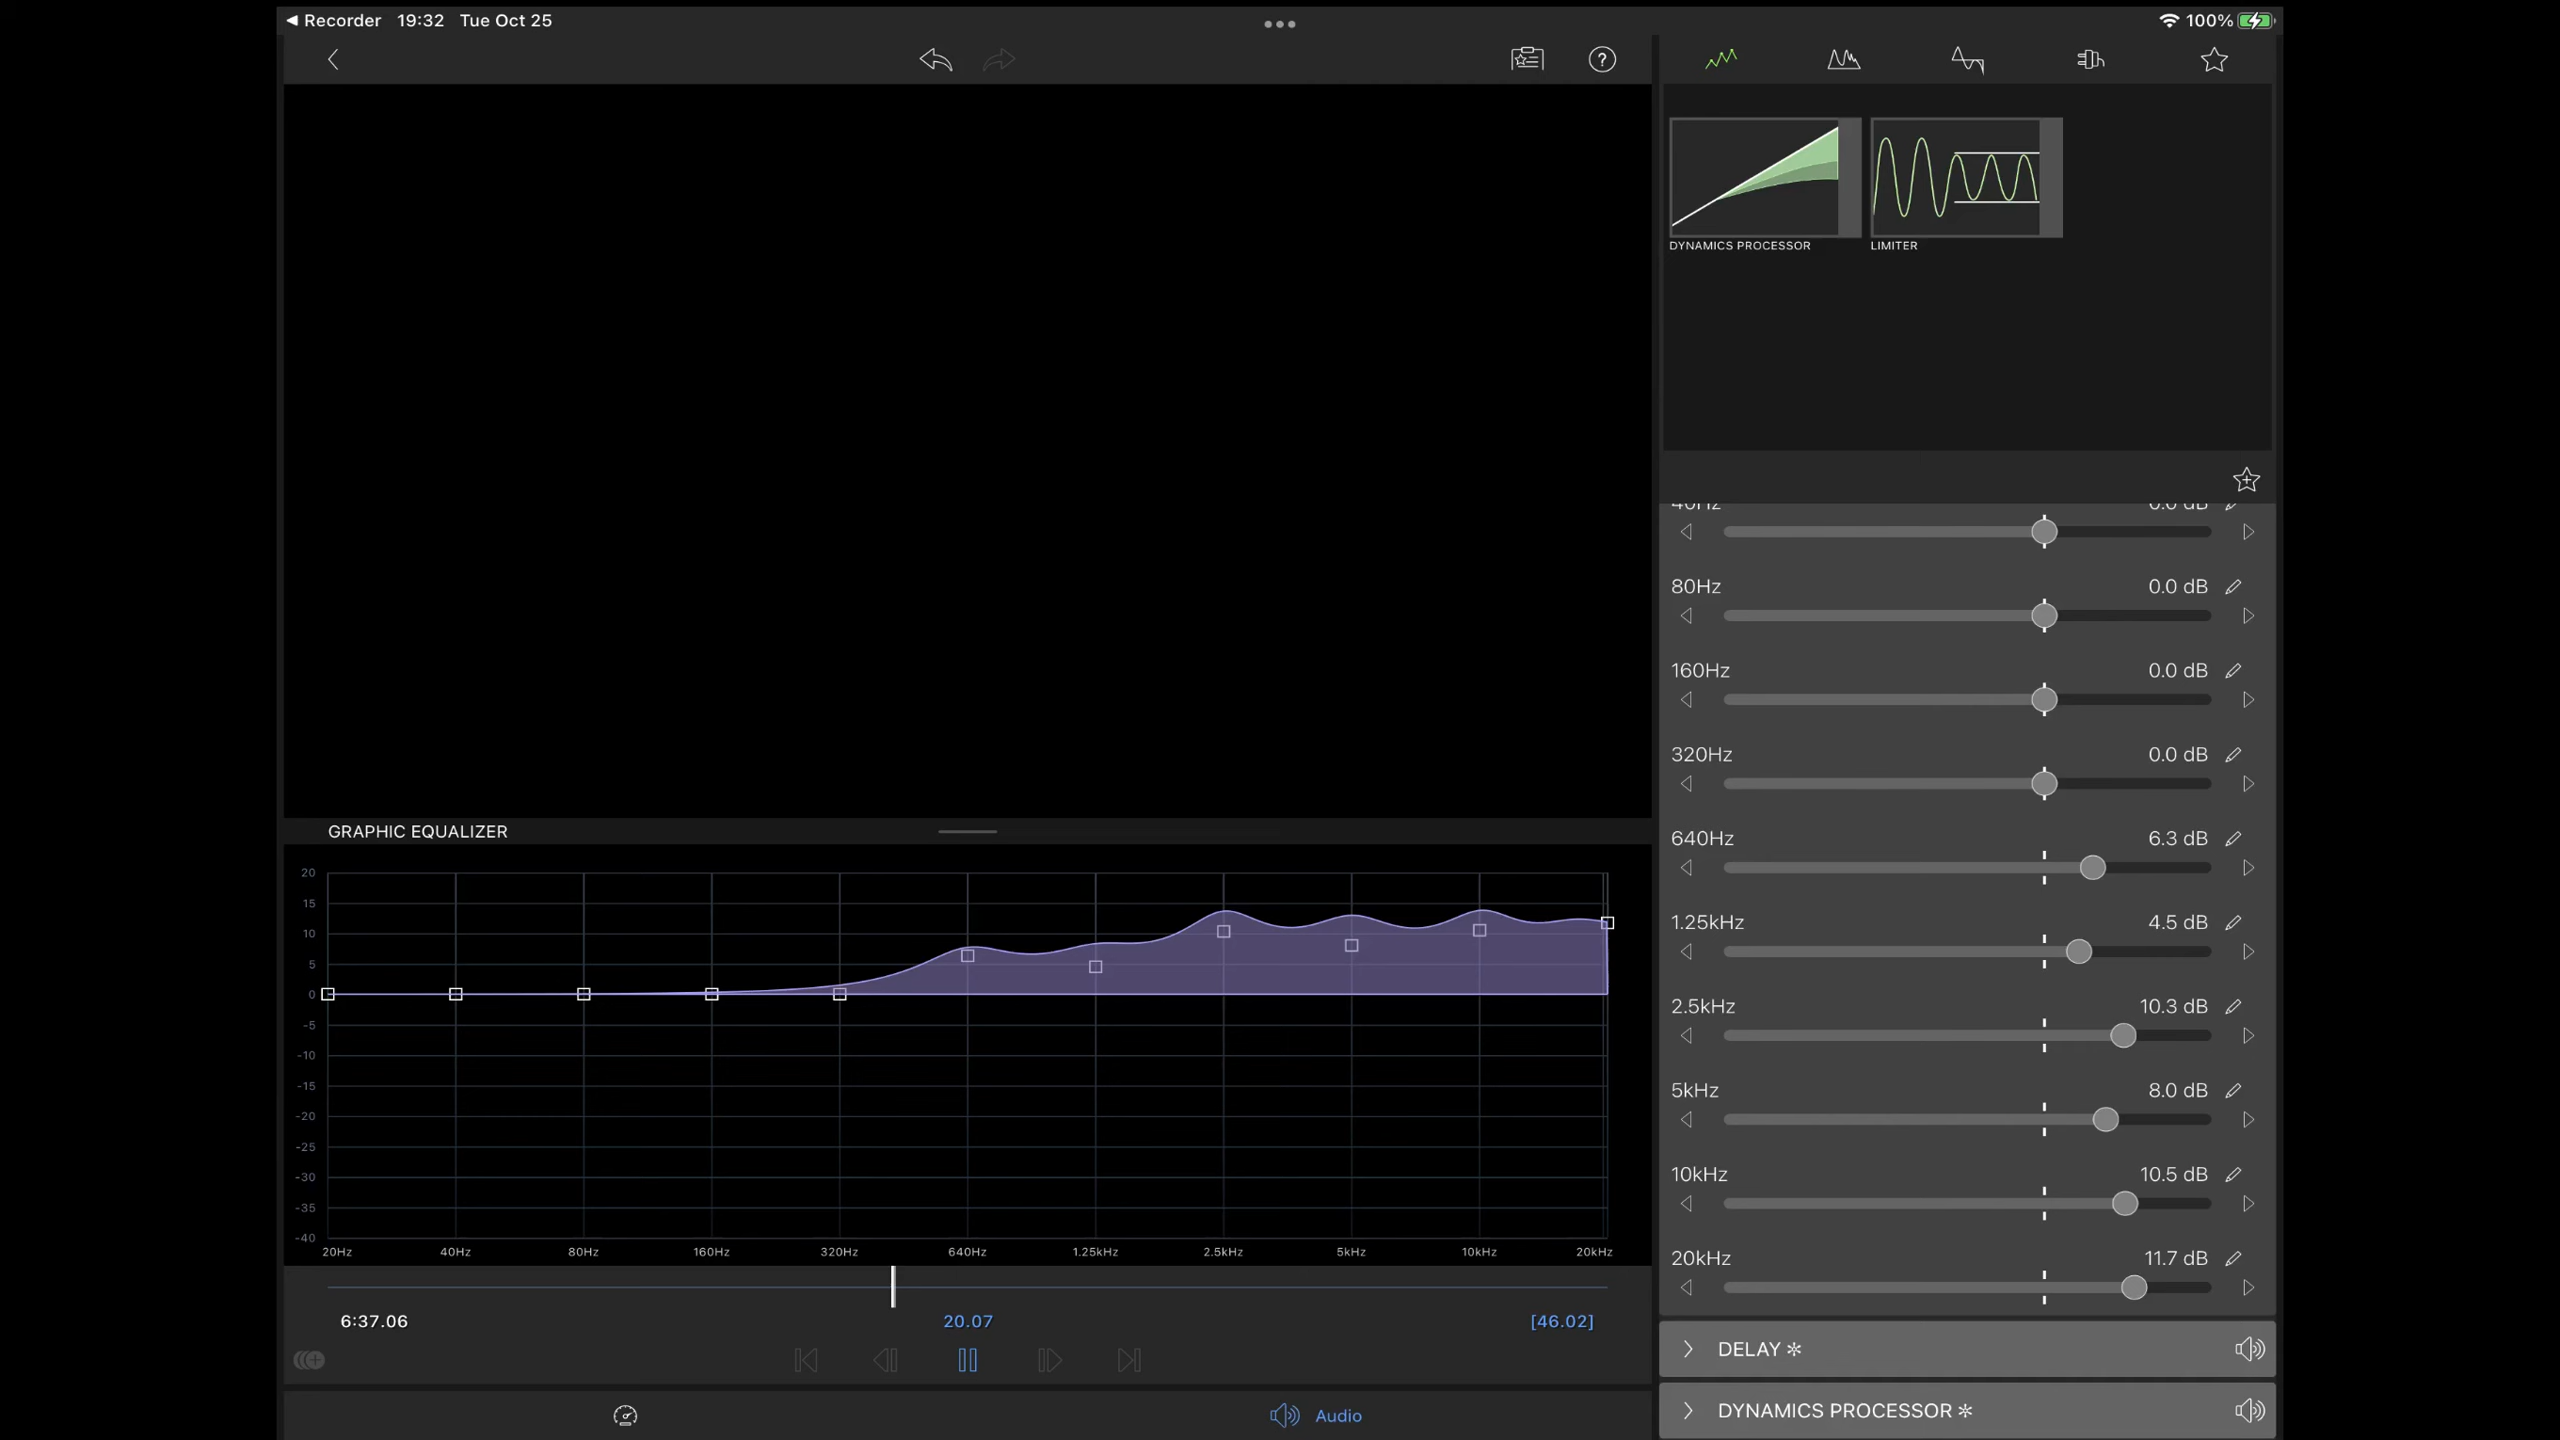 Recorder 19:32 Tue Oct 25
100%
DYNAMICS PROCESSOR
LIMITER
40Hz 0.0 dB
80Hz 0.0 dB
160Hz 0.0 dB
320Hz 0.0 dB
640Hz 6.3 dB
1.25kHz 4.5 dB
2.5kHz 10.3 dB
5kHz 8.0 dB
10kHz 10.5 dB
20kHz 11.7 dB
DELAY ✲
DYNAMICS PROCESSOR ✲
GRAPHIC EQUALIZER
20
15
10
5
0
-5
-10
-15
-20
-25
-30
-35
-40
20Hz 40Hz 80Hz 160Hz 320Hz 640Hz 1.25kHz 2.5kHz 5kHz 10kHz 20kHz
6:37.06 20.07 [46.02]
Audio